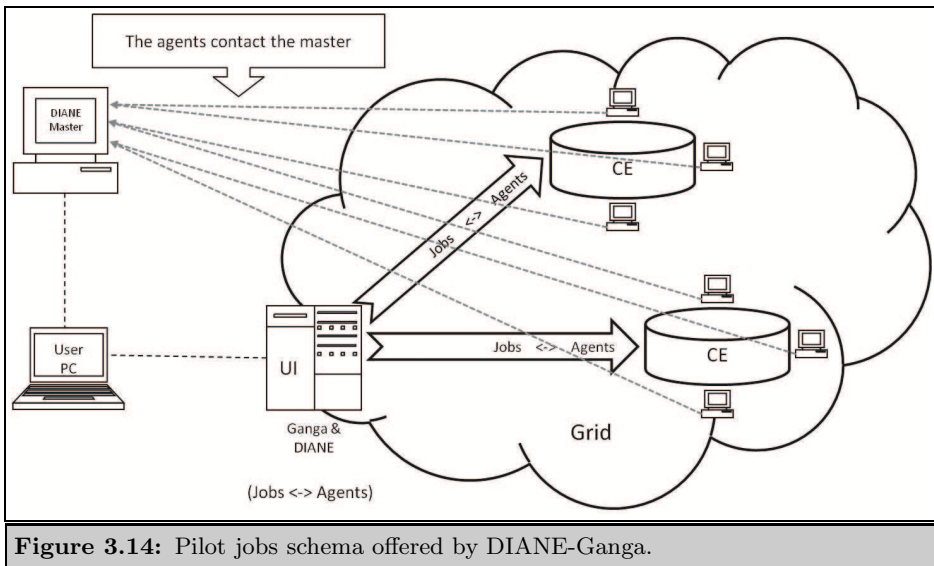 The agents contact the master
DIANE
Master
CE
Jobs <-> Agents
User
PC
UI
Jobs <-> Agents
CE
Ganga &
DIANE
Grid
(Jobs <-> Agents)
Figure 3.14: Pilot jobs schema offered by DIANE-Ganga.